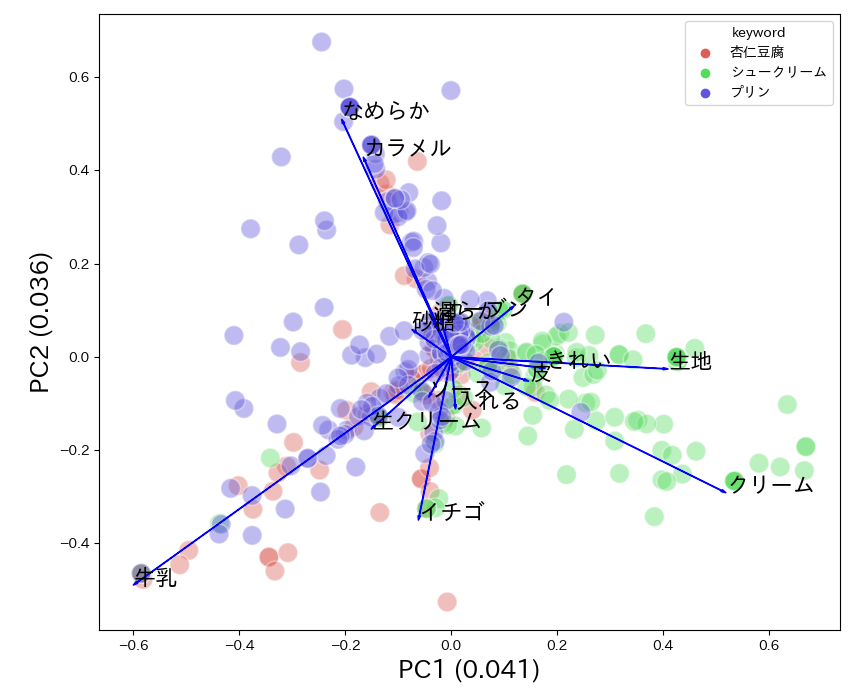 keyword
杏仁豆腐
シュークリーム
プリン
なめらか
カラメル
タイ
砂糖
きれい
生地
皮
ソース
入れる
生クリーム
クリーム
イチゴ
牛乳
PC2 (0.036)
0.6
0.4
0.2
0.0
−0.2
−0.4
−0.6
−0.4
−0.2
0.0
0.2
0.4
0.6
PC1 (0.041)